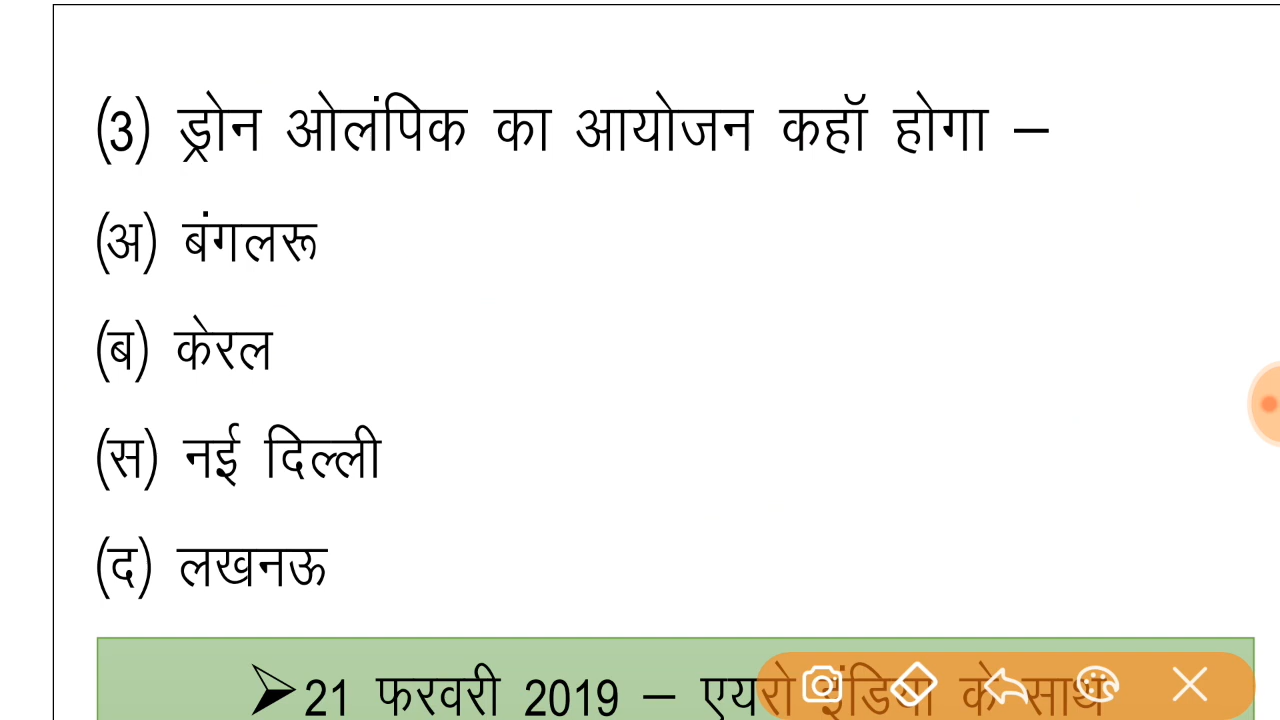 (3) ड्रोन ओलंपिक का आयोजन कहॉ होगा –
(अ) बंगलरू
(ब) केरल
(स) नई दिल्ली
(द) लखनऊ
➢21 फरवरी 2019 – एयरो इंडिया के साथ